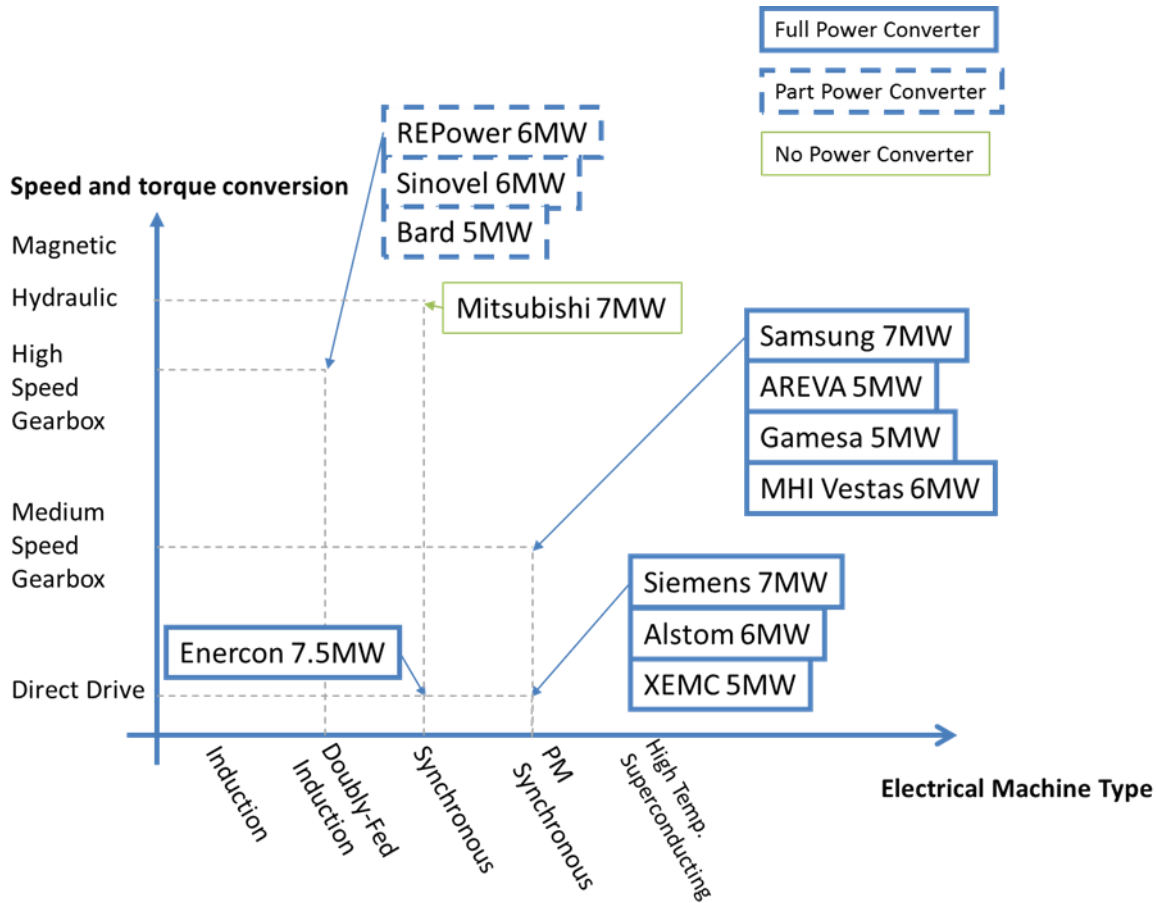 Full Power Converter
Part Power Converter
No Power Converter
REPower 6MW
Sinovel 6MW
Bard 5MW
Speed and torque conversion
Magnetic
Hydraulic
High
Speed
Gearbox
Medium
Speed
Gearbox
Direct Drive
Mitsubishi 7MW
Samsung 7MW
AREVA 5MW
Gamesa 5MW
MHI Vestas 6MW
Siemens 7MW
Alstom 6MW
XEMC 5MW
Enercon 7.5MW
Induction
Doubly-Fed
Induction
Synchronous
PM
Synchronous
High Temp.
Superconducting
Electrical Machine Type